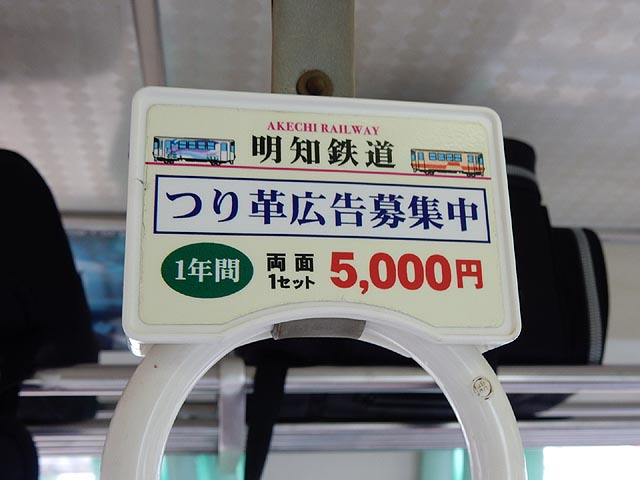 AKECHI RAILWAY
明知鉄道
つり革広告募集中
1年間 両面 1セット 5,000円